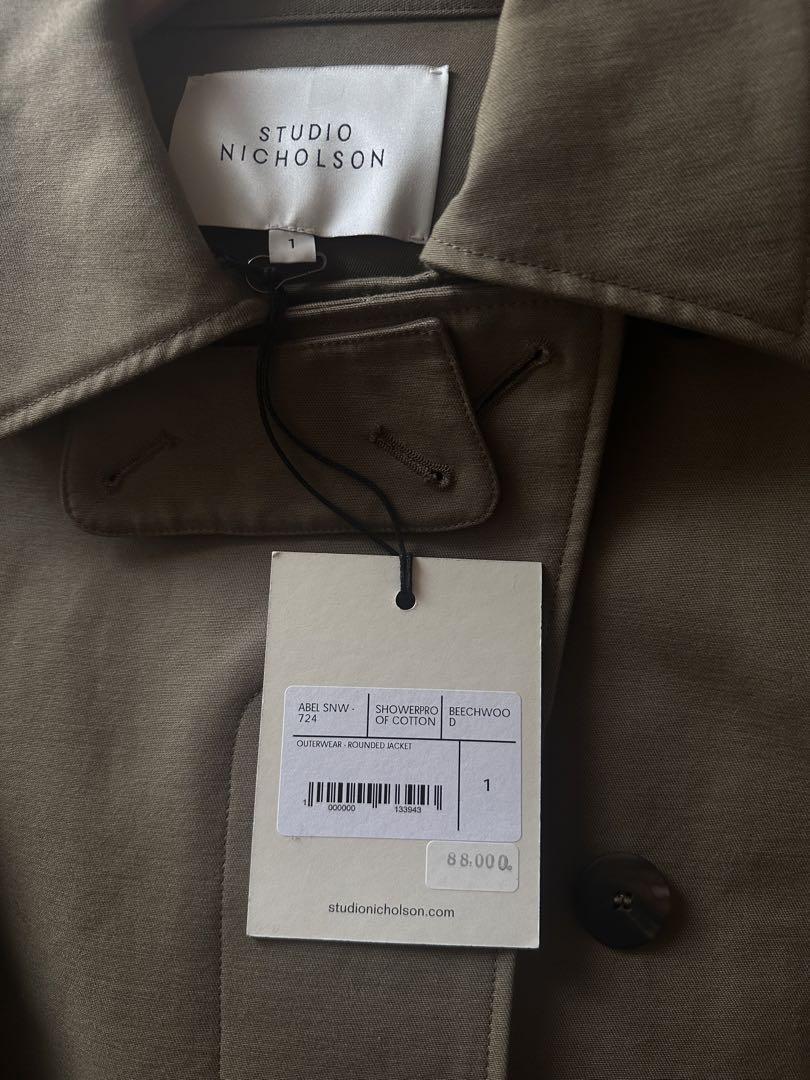 STUDIO
NICHOLSON
1
ABEL SNW -
724
SHOWERPRO
OF COTTON
BEECHWOO
D
OUTERWEAR - ROUNDED JACKET
1
1 000000 133943
88.000
studionicholson.com